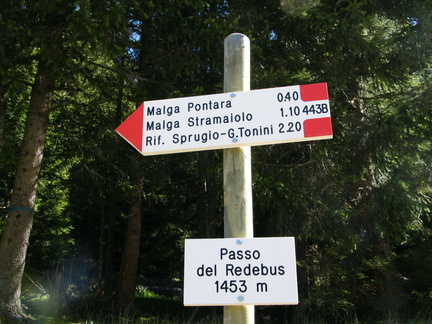 Malga Pontara 0.40
Malga Stramaiolo 1.10 443B
Rif. Sprugio-G.Tonini 2.20
Passo
del Redebus
1453 m